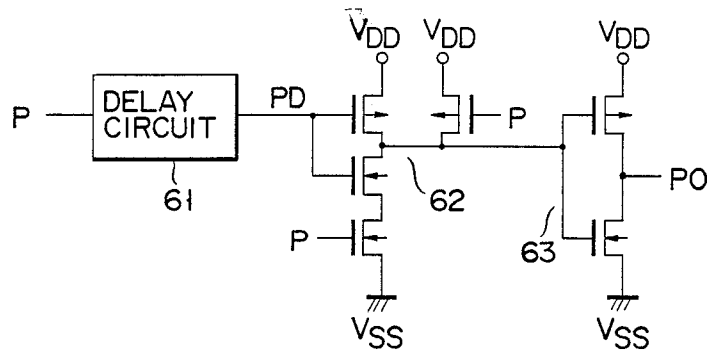 VDD VDD VDD
P DELAY CIRCUIT PD P PO
61 62 63
P
VSS VSS